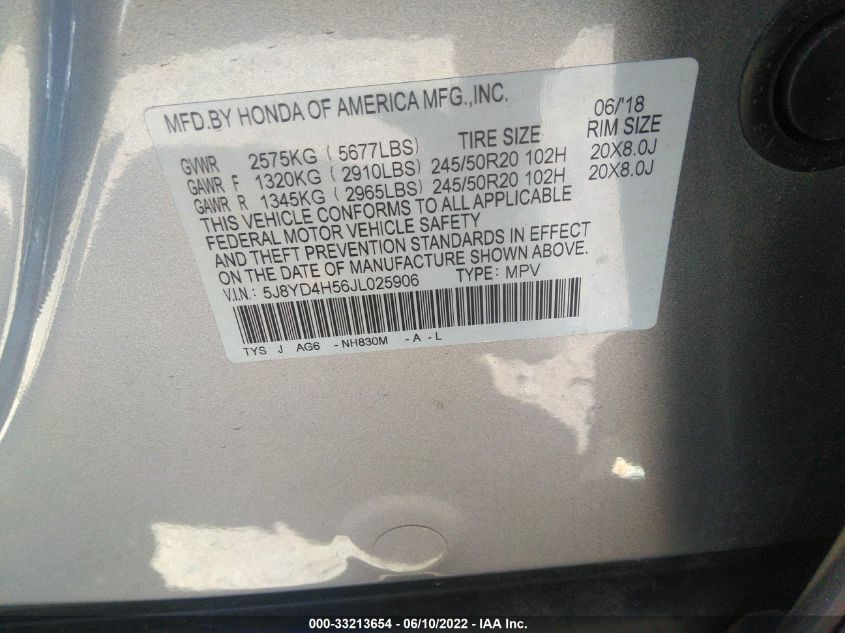 MFD.BY HONDA OF AMERICA MFG.,INC. 06/'18
TIRE SIZE RIM SIZE
GVWR 2575KG ( 5677LBS)
GAWR F 1320KG ( 2910LBS) 245/50R20 102H 20X8.0J
GAWR R 1345KG ( 2965LBS) 245/50R20 102H 20X8.0J
THIS VEHICLE CONFORMS TO ALL APPLICABLE
FEDERAL MOTOR VEHICLE SAFETY
AND THEFT PREVENTION STANDARDS IN EFFECT
ON THE DATE OF MANUFACTURE SHOWN ABOVE.
V.I.N.: 5J8YD4H56JL025906 TYPE: MPV
TYS J AG6 - NH830M - A - L
000-33213654 - 06/10/2022 - IAA Inc.